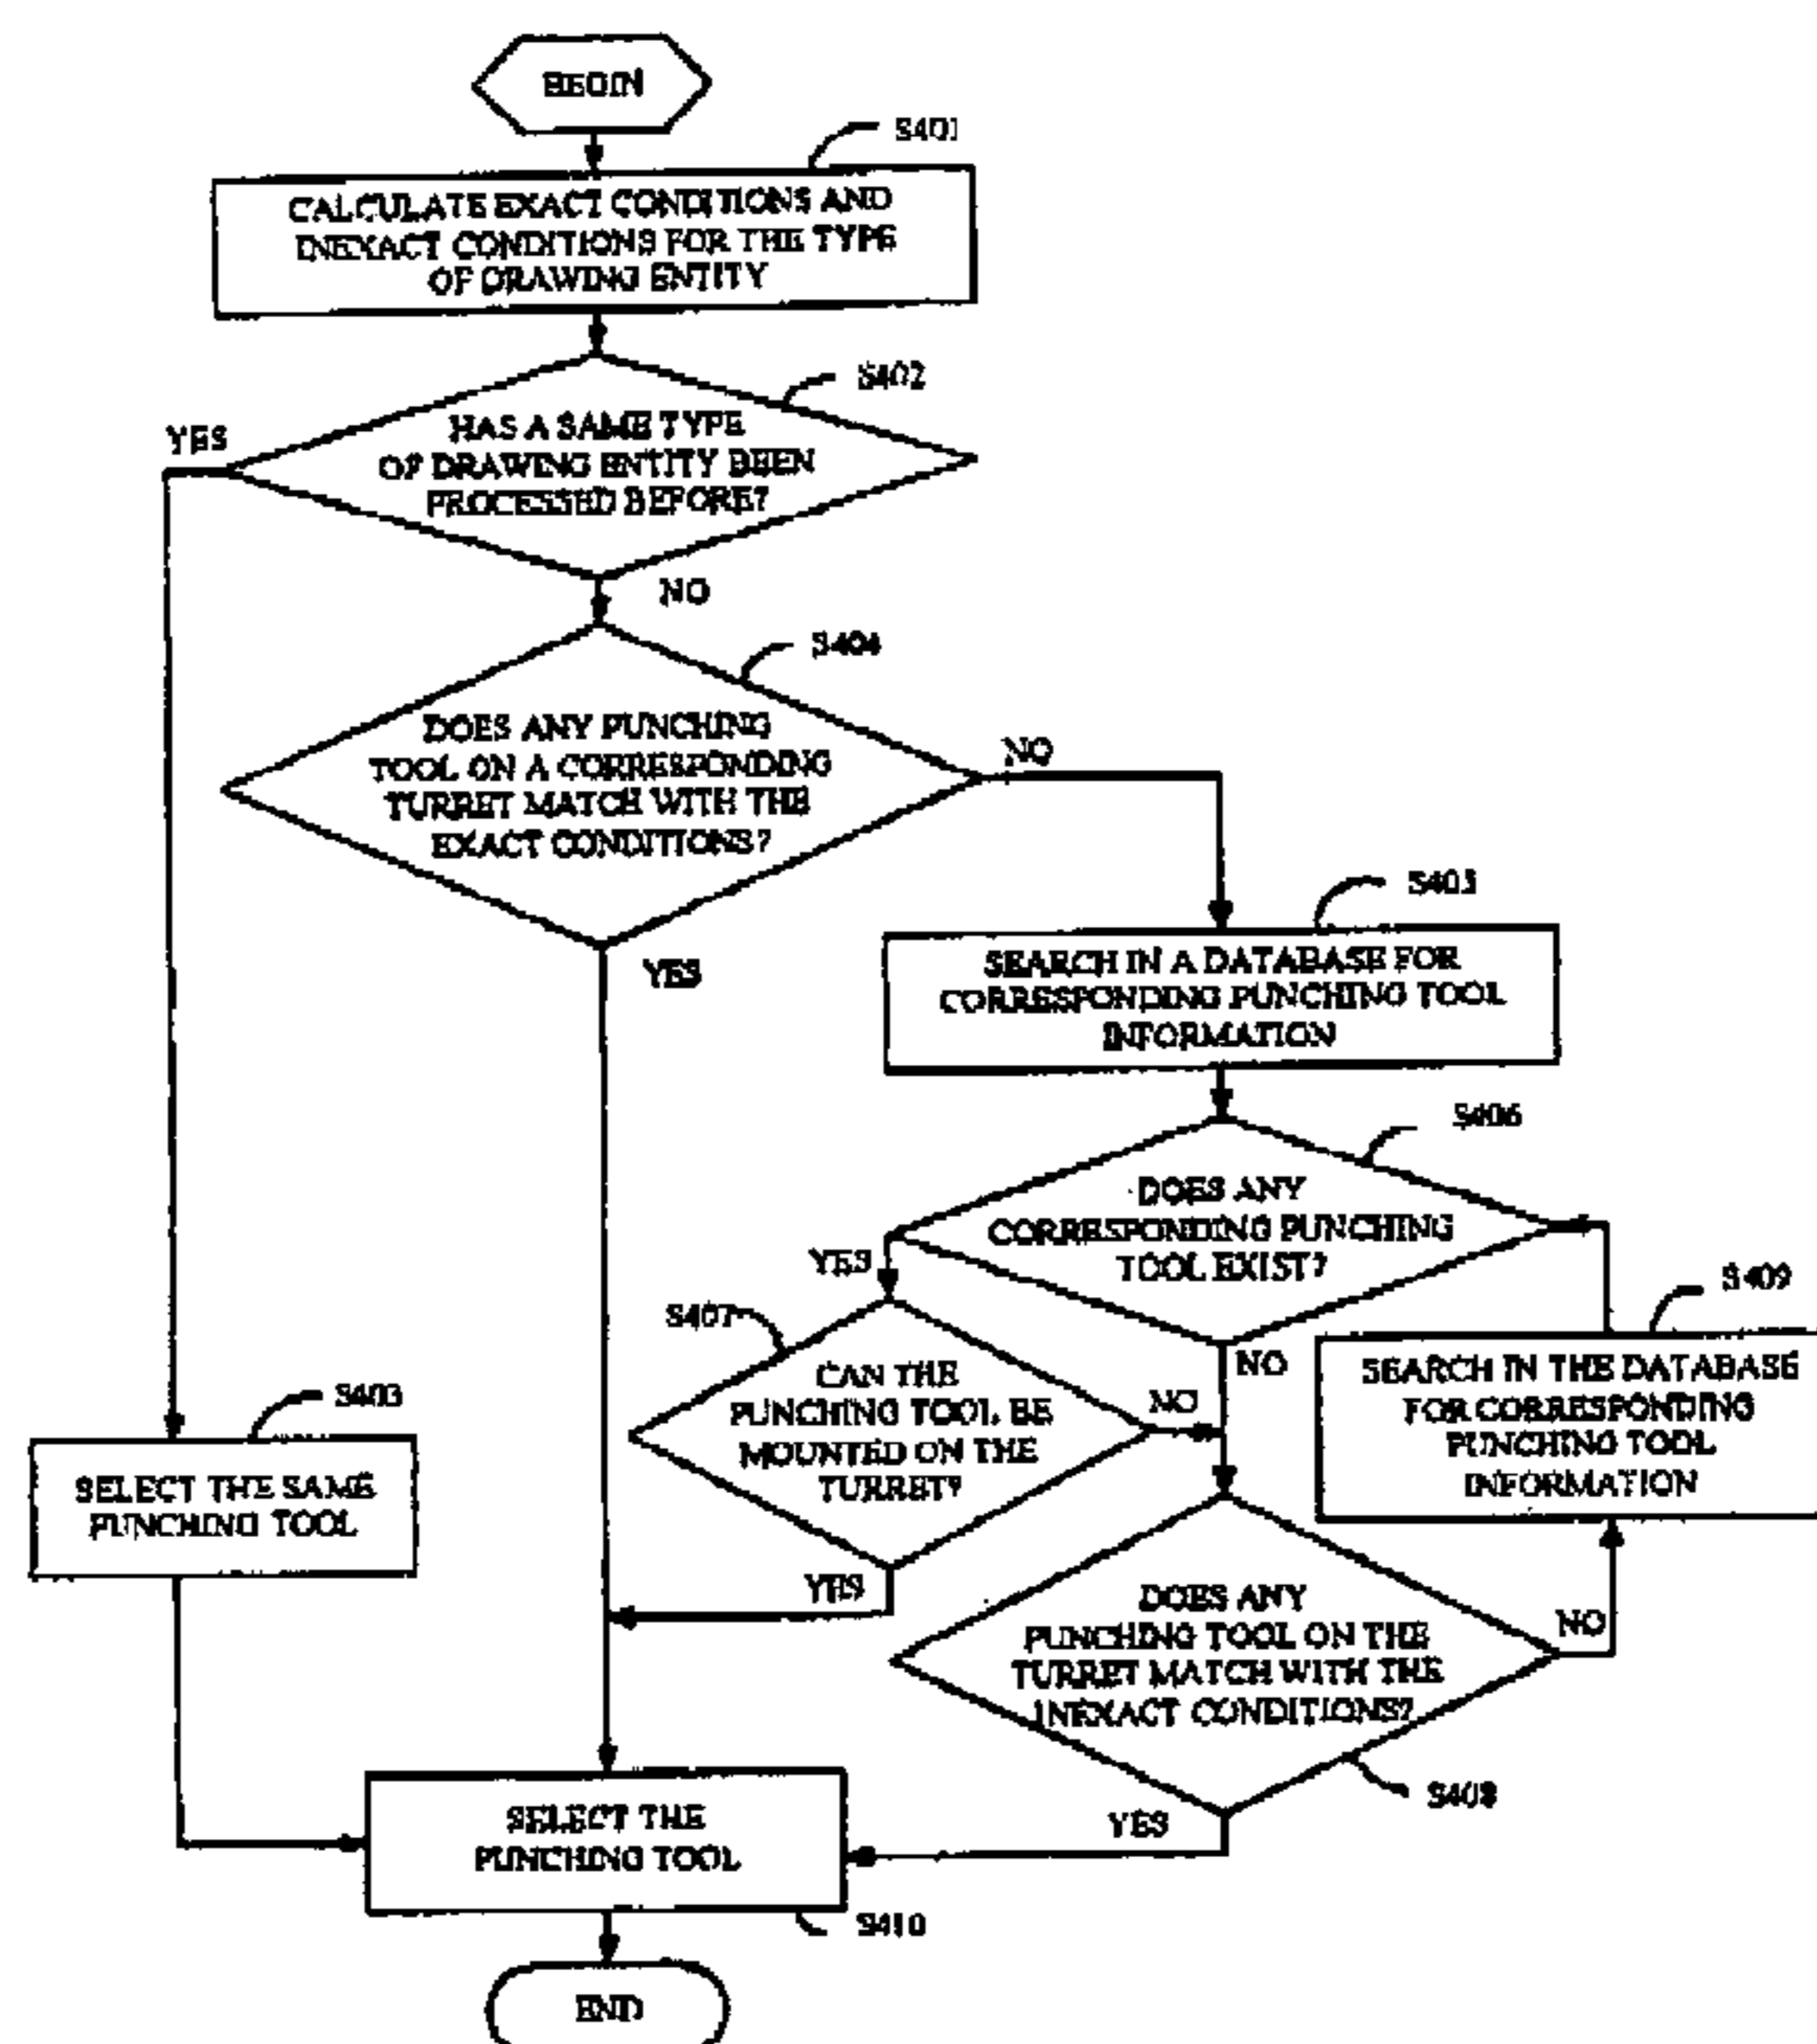 BEGIN
S401
CALCULATE EXACT CONDITIONS AND
INEXACT CONDITIONS FOR THE TYPE
OF DRAWING ENTITY
S402
HAS A SAME TYPE
OF DRAWING ENTITY BEEN
PROCESSED BEFORE?
YES
NO
S404
DOES ANY PUNCHING
TOOL ON A CORRESPONDING
TURRET MATCH WITH THE
EXACT CONDITIONS?
NO
YES
S405
SEARCH IN A DATABASE FOR
CORRESPONDING PUNCHING TOOL
INFORMATION
S406
DOES ANY
CORRESPONDING PUNCHING
TOOL EXIST?
YES
NO
S407
CAN THE
PUNCHING TOOL BE
MOUNTED ON THE
TURRET?
NO
YES
S409
SEARCH IN THE DATABASE
FOR CORRESPONDING
PUNCHING TOOL
INFORMATION
S403
SELECT THE SAME
PUNCHING TOOL
DOES ANY
PUNCHING TOOL ON THE
TURRET MATCH WITH THE
INEXACT CONDITIONS?
NO
S408
YES
SELECT THE
PUNCHING TOOL
S410
END